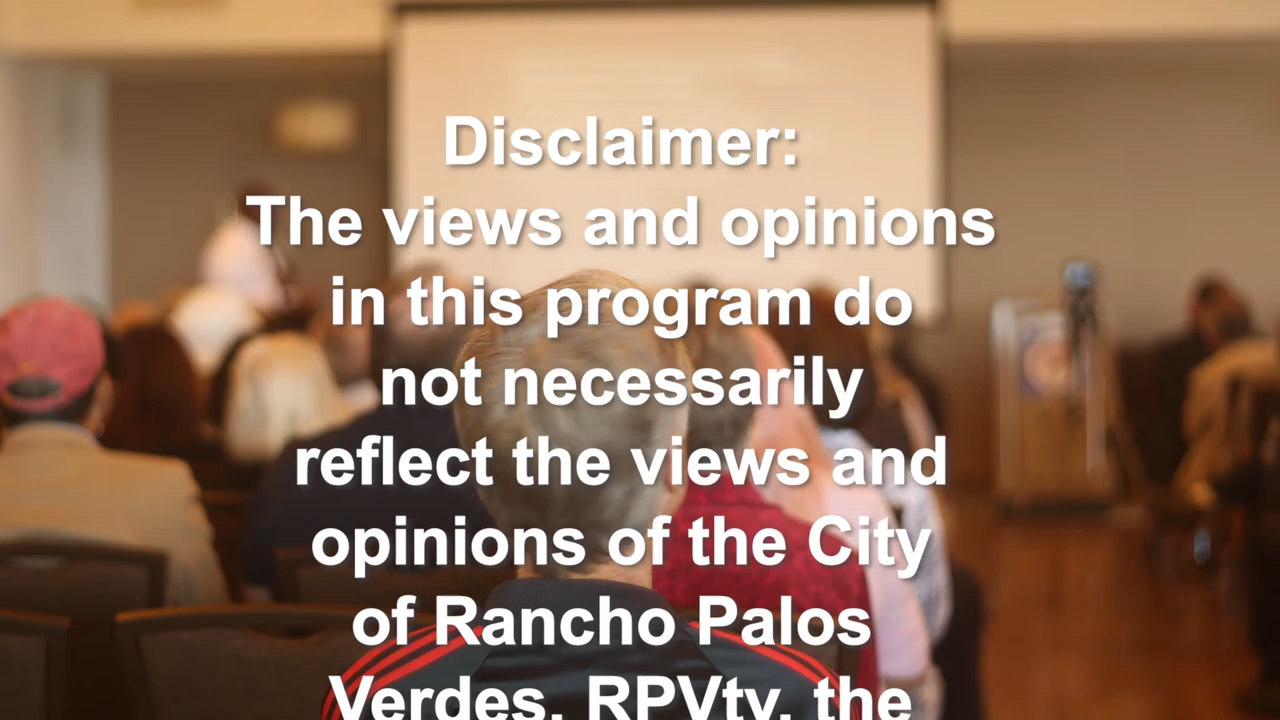 Disclaimer:
The views and opinions
in this program do
not necessarily
reflect the views and
opinions of the City
of Rancho Palos
Verdes, RPVtv, the